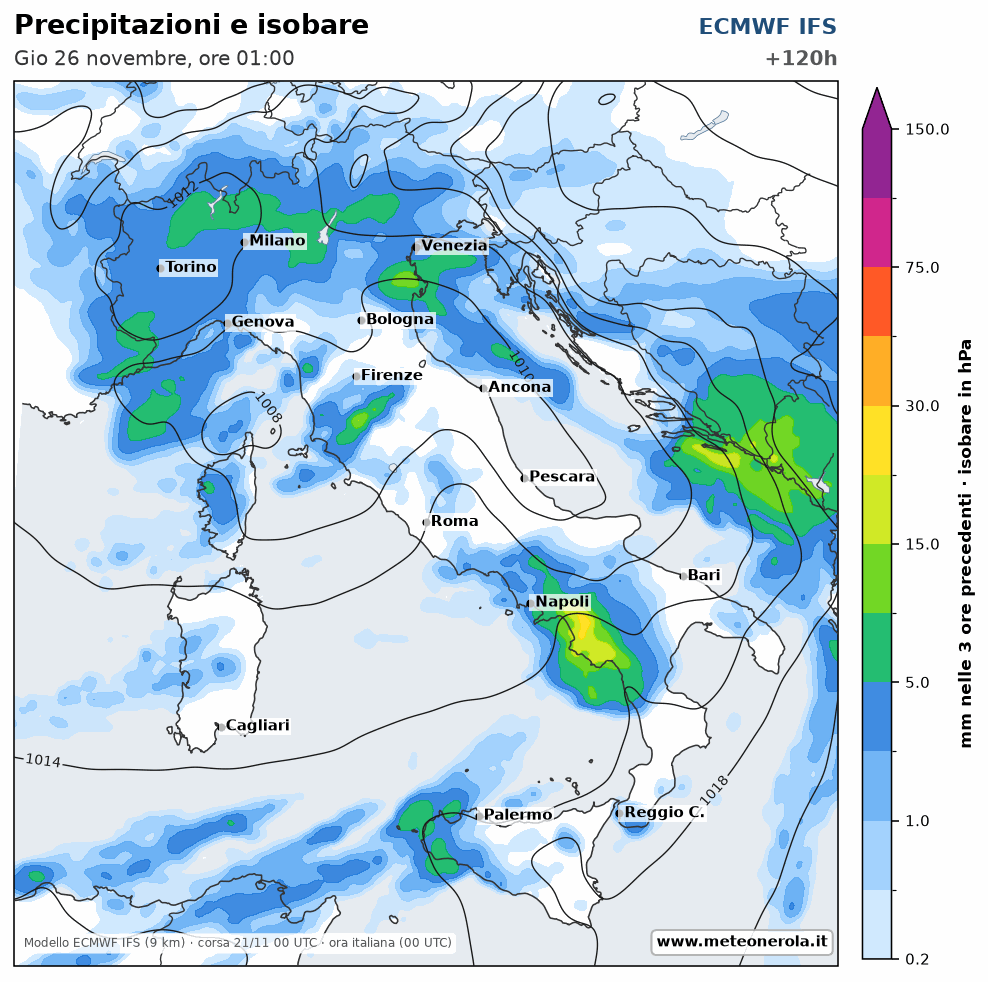 Precipitazioni e isobare
ECMWF IFS
Gio 26 novembre, ore 01:00
+120h
1012
Milano
Venezia
Torino
Genova
Bologna
1010
Firenze
Ancona
1008
Pescara
Roma
Bari
Napoli
Cagliari
1014
1018
Palermo
Reggio C.
Modello ECMWF IFS (9 km) · corsa 21/11 00 UTC · ora italiana (00 UTC)
www.meteonerola.it
150.0
75.0
30.0
15.0
5.0
1.0
0.2
mm nelle 3 ore precedenti · isobare in hPa